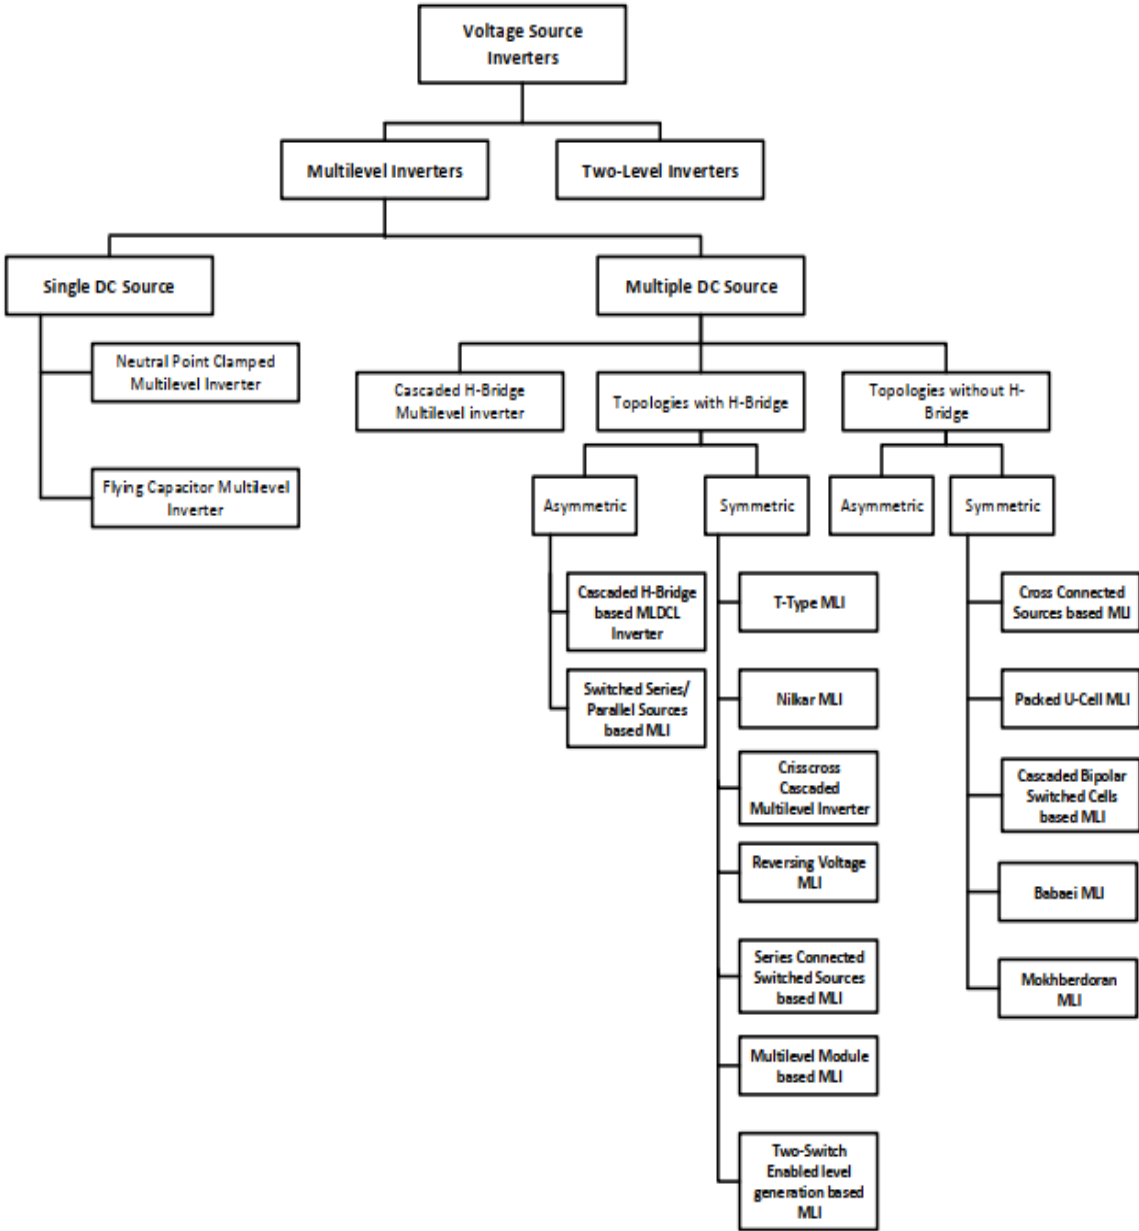 Voltage Source
Inverters
Multilevel Inverters
Two-Level Inverters
Single DC Source
Multiple DC Source
Neutral Point Clamped
Multilevel Inverter
Flying Capacitor Multilevel
Inverter
Cascaded H-Bridge
Multilevel inverter
Topologies with H-Bridge
Topologies without H-
Bridge
Asymmetric
Symmetric
Asymmetric
Symmetric
Cascaded H-Bridge
based MLDCL
Inverter
Switched Series/
Parallel Sources
based MLI
T-Type MLI
Nilkar MLI
Crisscross
Cascaded
Multilevel Inverter
Reversing Voltage
MLI
Series Connected
Switched Sources
based MLI
Multilevel Module
based MLI
Two-Switch
Enabled level
generation based
MLI
Cross Connected
Sources based MLI
Packed U-Cell MLI
Cascaded Bipolar
Switched Cells
based MLI
Babaei MLI
Mokhberdoran
MLI